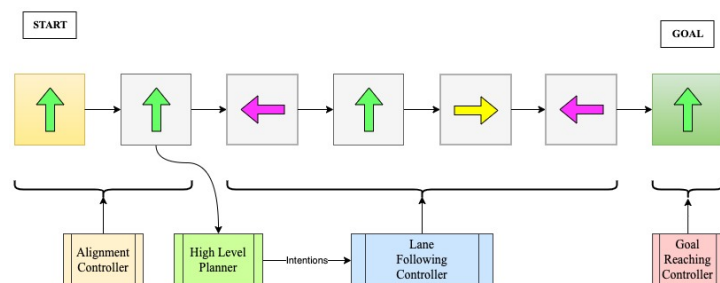 START
GOAL
Alignment
Controller
High Level
Planner
Intentions
Lane
Following
Controller
Goal
Reaching
Controller